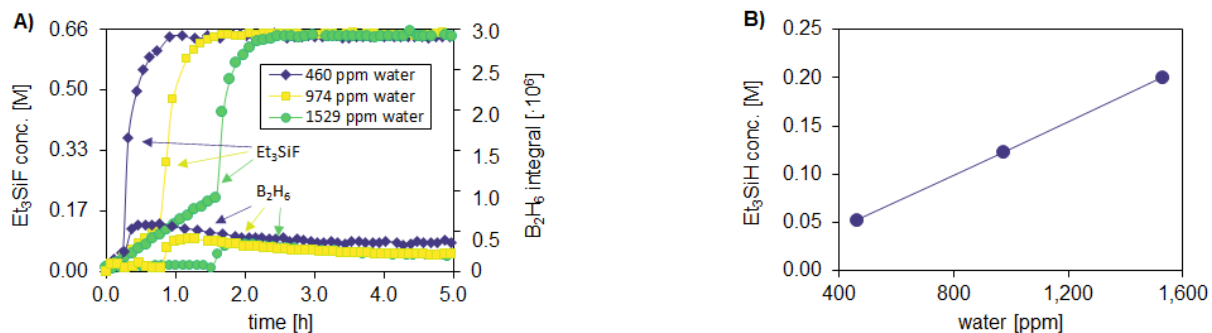 A)
0.66
0.50
0.33
0.17
0.00
Et₃SiF conc. [M]
460 ppm water
974 ppm water
1529 ppm water
Et₃SiF
B₂H₆
3.0
2.5
2.0
1.5
1.0
0.5
0
B₂H₆ integral [·10⁶]
0.0 1.0 2.0 3.0 4.0 5.0
time [h]
B)
0.25
0.20
0.15
0.10
0.05
0.00
Et₃SiH conc. [M]
400 800 1,200 1,600
water [ppm]